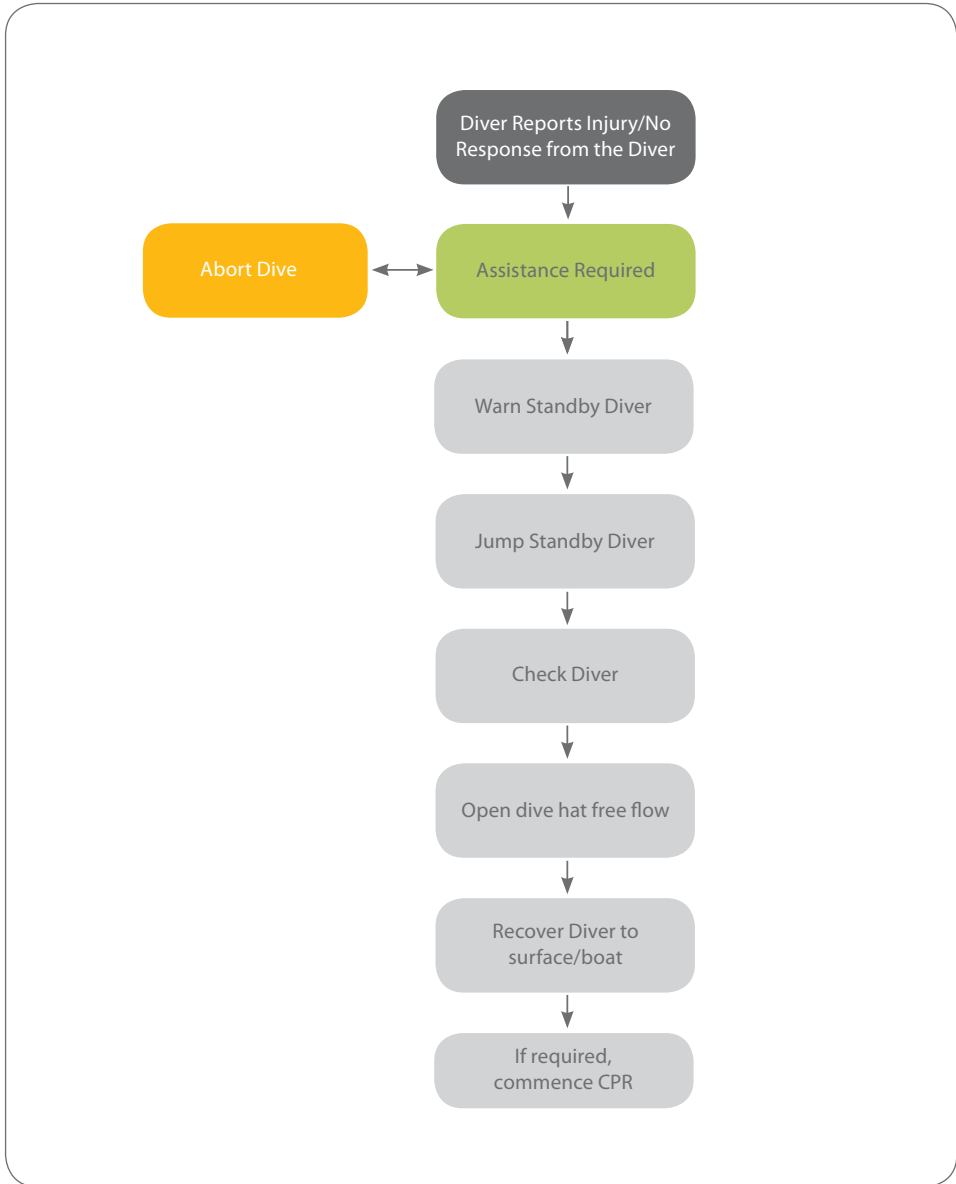 Diver Reports Injury/No
Response from the Diver
Abort Dive
Assistance Required
Warn Standby Diver
Jump Standby Diver
Check Diver
Open dive hat free flow
Recover Diver to
surface/boat
If required,
commence CPR